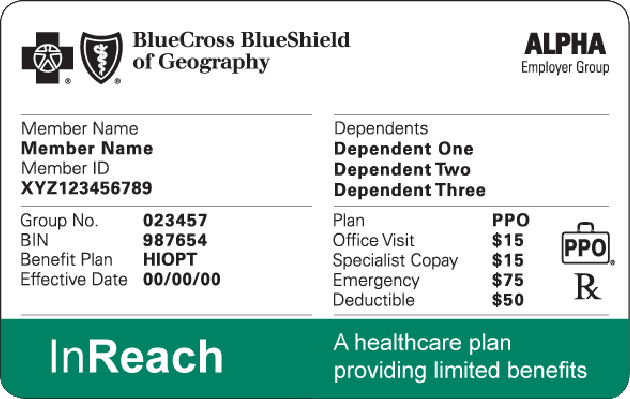 BlueCross BlueShield
of Geography
® ®
ALPHA
Employer Group
Member Name
Member Name
Member ID
XYZ123456789
Dependents
Dependent One
Dependent Two
Dependent Three
Group No. 023457
BIN 987654
Benefit Plan HIOPT
Effective Date 00/00/00
Plan PPO
Office Visit $15
Specialist Copay $15
Emergency $75
Deductible $50
PPO®
Rx
InReach
A healthcare plan
providing limited benefits